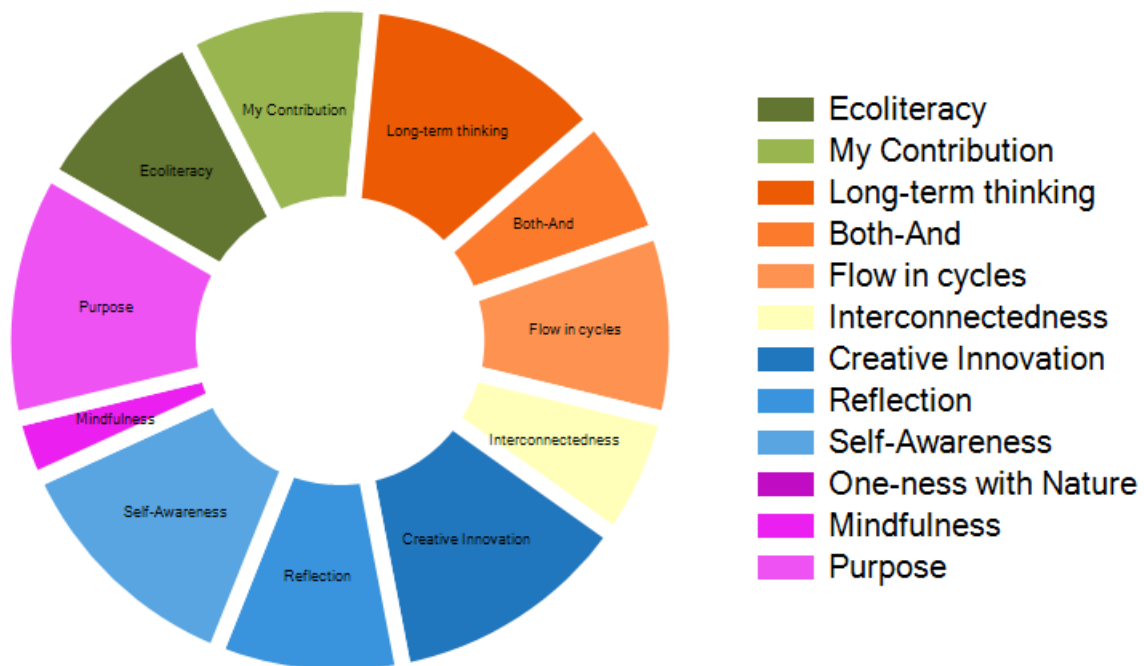 My Contribution
Long-term thinking
Ecoliteracy
Both-And
Purpose
Flow in cycles
Mindfulness
Interconnectedness
Self-Awareness
Creative Innovation
Reflection
Ecoliteracy
My Contribution
Long-term thinking
Both-And
Flow in cycles
Interconnectedness
Creative Innovation
Reflection
Self-Awareness
One-ness with Nature
Mindfulness
Purpose